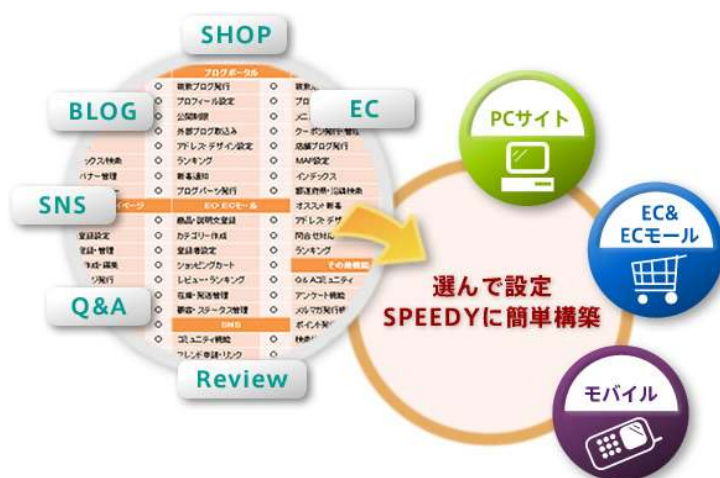 SHOP
BLOG
EC
SNS
Q&A
Review
ブログポータル
複数ブログ発行
プロフィール設定
公開制限
外部ブログ取込み
アドレス・デザイン設定
ランキング
新着通知
ブログパーツ発行
バナー管理
EC・ECモール
商品・説明文登録
カテゴリー作成
登録者設定
ショッピングカート
レビュー・ランキング
在庫・発送管理
顧客・ステータス管理
SNS
コミュニティ機能
フレンド申請・リンク
クーポン発行・管理
店舗ブログ発行
MAP設定
インデックス
都道府県・沿線検索
オススメ・新着
問合せ対応
ランキング
その他機能
Q&Aコミュニティ
アンケート機能
選んで設定
SPEEDYに簡単構築
PCサイト
EC&
ECモール
モバイル